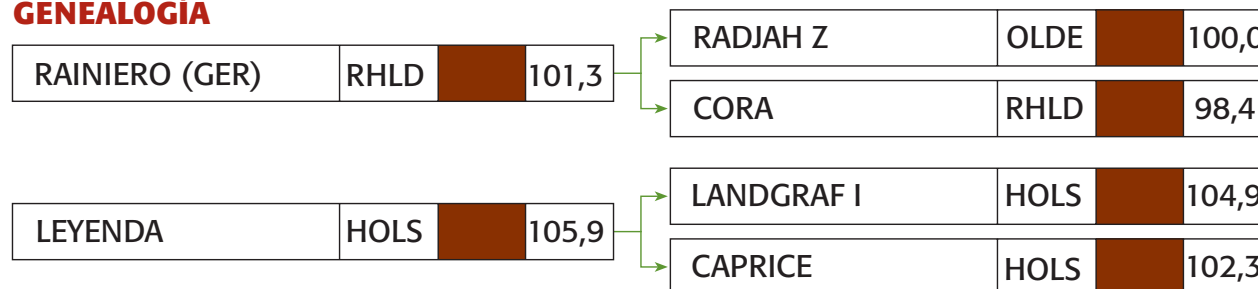 GENEALOGÍA
RAINIERO (GER) RHLD 101,3
RADJAH Z OLDE 100,0
CORA RHLD 98,4
LEYENDA HOLS 105,9
LANDGRAF I HOLS 104,9
CAPRICE HOLS 102,3